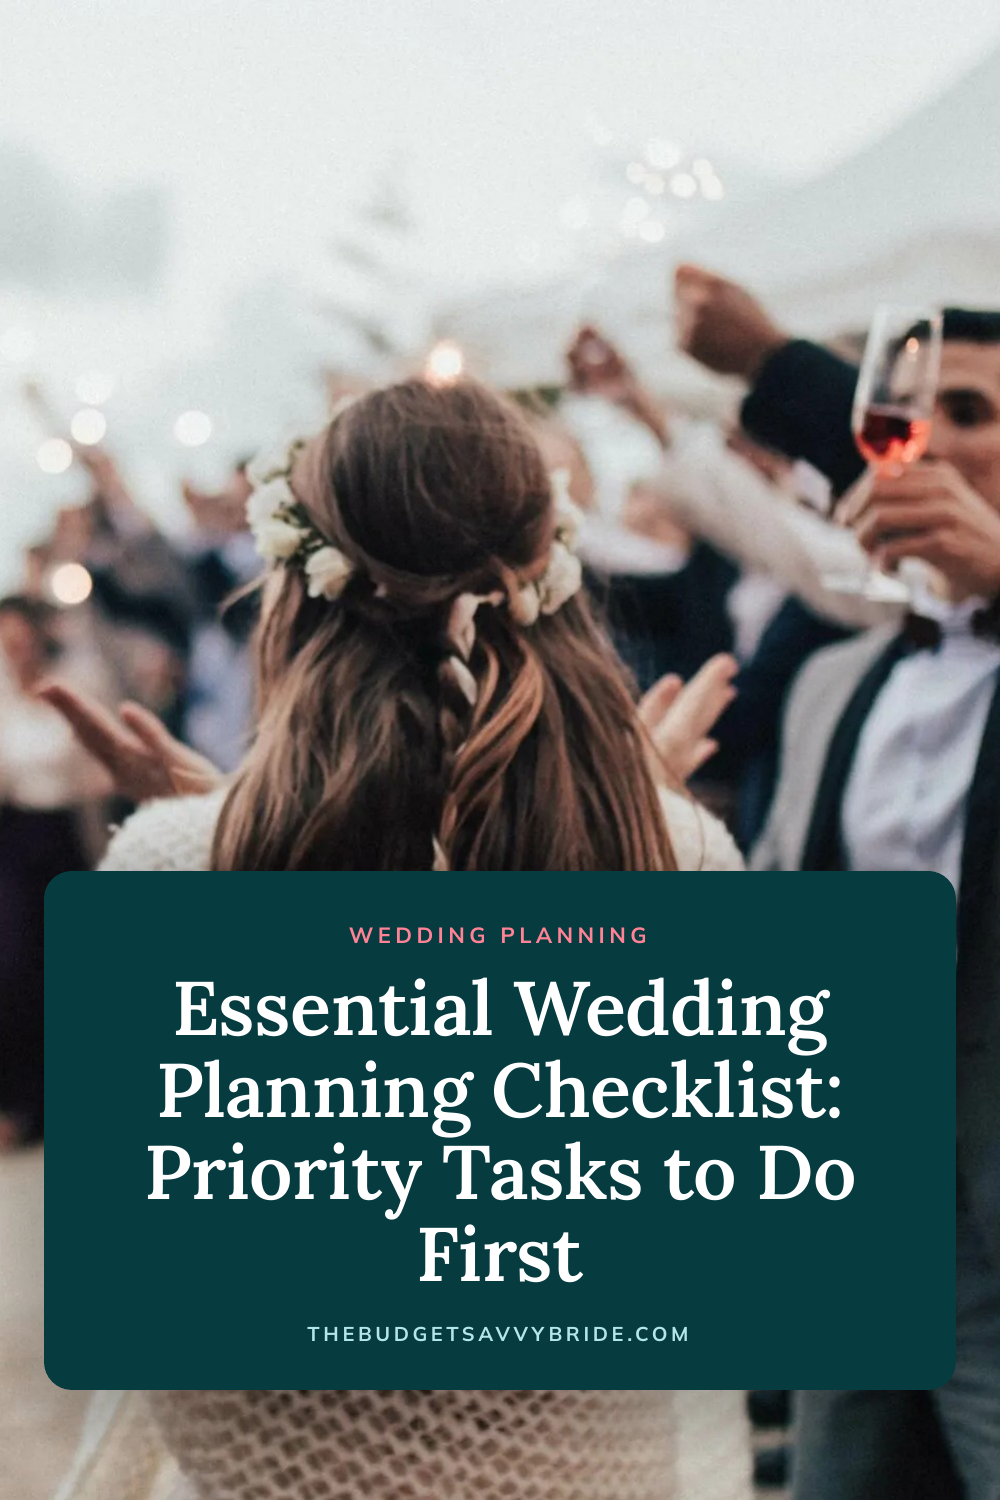 WEDDING PLANNING
Essential Wedding
Planning Checklist:
Priority Tasks to Do
First
THEBUDGETSAVVYBRIDE.COM